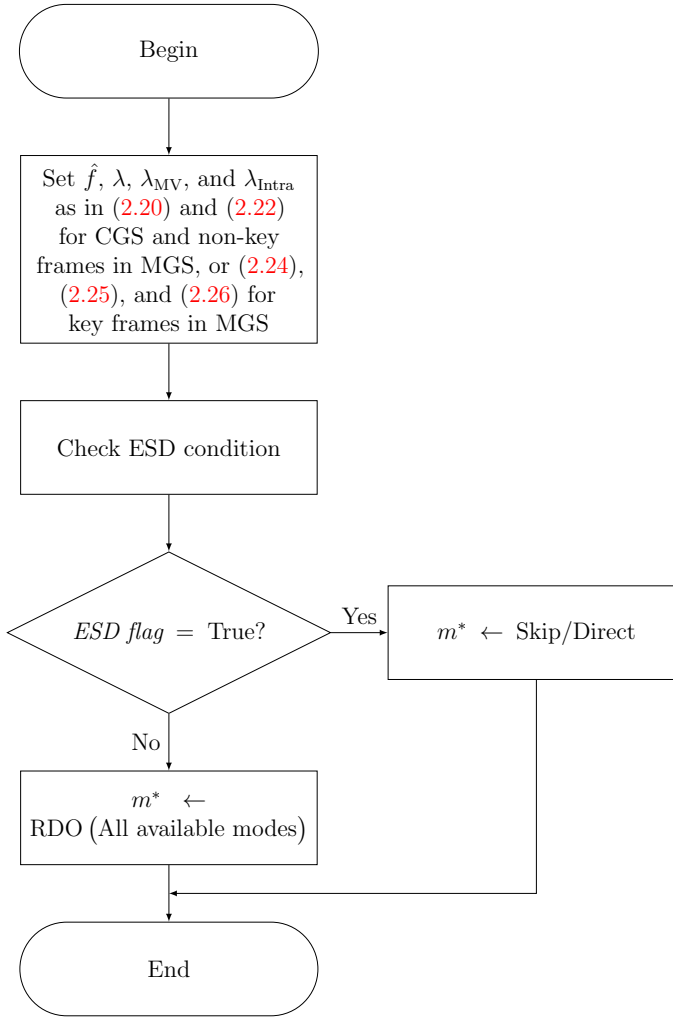 Begin
Set f̂, λ, λ_MV, and λ_Intra
as in (2.20) and (2.22)
for CGS and non-key
frames in MGS, or (2.24),
(2.25), and (2.26) for
key frames in MGS
Check ESD condition
ESD flag = True?
Yes
m* ← Skip/Direct
No
m* ←
RDO (All available modes)
End